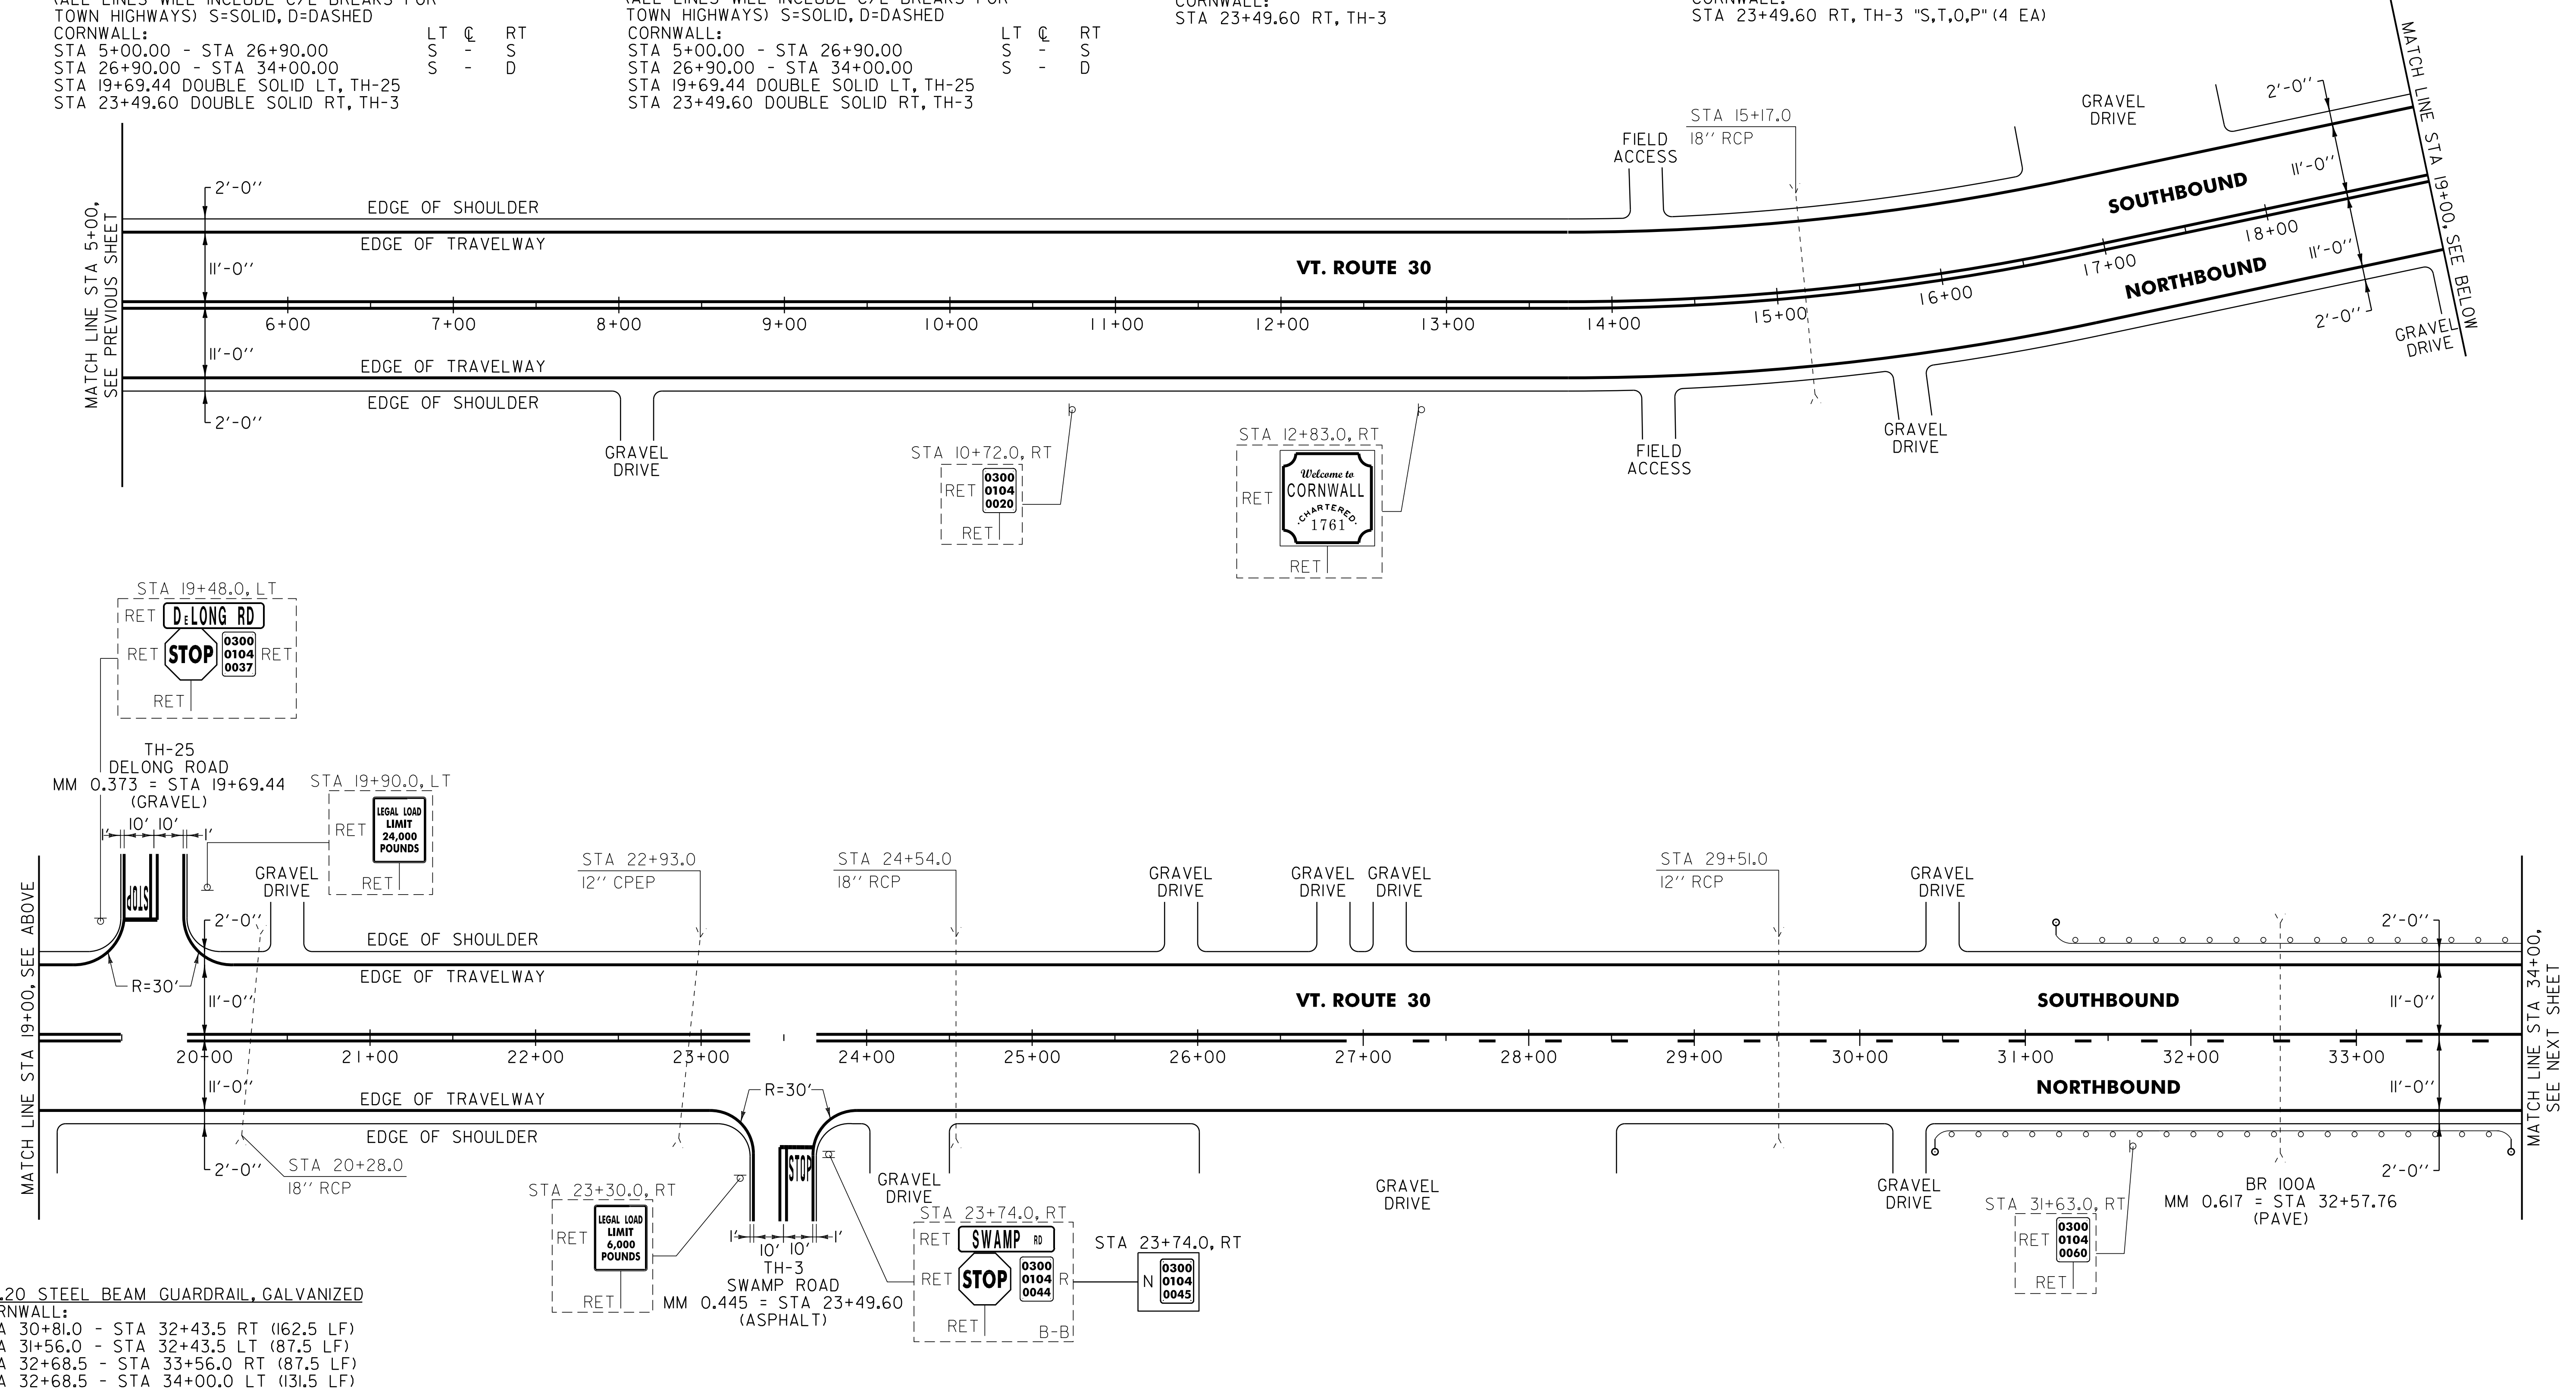 TOWN HIGHWAYS) S=SOLID, D=DASHED
CORNWALL: LT ℄ RT
STA 5+00.00 - STA 26+90.00 S - S
STA 26+90.00 - STA 34+00.00 S - D
STA 19+69.44 DOUBLE SOLID LT, TH-25
STA 23+49.60 DOUBLE SOLID RT, TH-3
TOWN HIGHWAYS) S=SOLID, D=DASHED
CORNWALL: LT ℄ RT
STA 5+00.00 - STA 26+90.00 S - S
STA 26+90.00 - STA 34+00.00 S - D
STA 19+69.44 DOUBLE SOLID LT, TH-25
STA 23+49.60 DOUBLE SOLID RT, TH-3
STA 23+49.60 RT, TH-3
STA 23+49.60 RT, TH-3 "S,T,O,P" (4 EA)
MATCH LINE STA 5+00,
SEE PREVIOUS SHEET
2'-0''
11'-0''
11'-0''
2'-0''
EDGE OF SHOULDER
EDGE OF TRAVELWAY
EDGE OF TRAVELWAY
EDGE OF SHOULDER
VT. ROUTE 30
6+00
7+00
8+00
9+00
10+00
11+00
12+00
13+00
14+00
15+00
16+00
17+00
18+00
FIELD
ACCESS
STA 15+17.0
18'' RCP
GRAVEL
DRIVE
2'-0''
11'-0''
11'-0''
2'-0''
SOUTHBOUND
NORTHBOUND
MATCH LINE STA 19+00, SEE BELOW
GRAVEL
DRIVE
GRAVEL
DRIVE
FIELD
ACCESS
GRAVEL
DRIVE
STA 10+72.0, RT
RET
0300
0104
0020
RET
STA 12+83.0, RT
RET
Welcome to
CORNWALL
·CHARTERED·
1761
RET
STA 19+48.0, LT
RET DeLONG RD
RET STOP
0300
0104
0037
RET
RET
TH-25
DELONG ROAD
MM 0.373 = STA 19+69.44
(GRAVEL)
1' 10' 10' 1'
STOP
STA 19+90.0, LT
RET
LEGAL LOAD
LIMIT
24,000
POUNDS
RET
GRAVEL
DRIVE
STA 22+93.0
12'' CPEP
STA 24+54.0
18'' RCP
GRAVEL
DRIVE
GRAVEL
DRIVE
GRAVEL
DRIVE
STA 29+51.0
12'' RCP
GRAVEL
DRIVE
MATCH LINE STA 19+00, SEE ABOVE
R=30'
2'-0''
11'-0''
11'-0''
2'-0''
EDGE OF SHOULDER
EDGE OF TRAVELWAY
EDGE OF TRAVELWAY
EDGE OF SHOULDER
VT. ROUTE 30
SOUTHBOUND
NORTHBOUND
20+00
21+00
22+00
23+00
24+00
25+00
26+00
27+00
28+00
29+00
30+00
31+00
32+00
33+00
2'-0''
11'-0''
11'-0''
2'-0''
MATCH LINE STA 34+00,
SEE NEXT SHEET
R=30'
STOP
STA 20+28.0
18'' RCP
STA 23+30.0, RT
RET
LEGAL LOAD
LIMIT
6,000
POUNDS
RET
1' 10' 10' 1'
TH-3
SWAMP ROAD
MM 0.445 = STA 23+49.60
(ASPHALT)
GRAVEL
DRIVE
STA 23+74.0, RT
RET SWAMP RD
RET STOP
0300
0104
0044
R
RET
B-B
STA 23+74.0, RT
N
0300
0104
0045
GRAVEL
DRIVE
GRAVEL
DRIVE
STA 31+63.0, RT
RET
0300
0104
0060
RET
BR 100A
MM 0.617 = STA 32+57.76
(PAVE)
.20 STEEL BEAM GUARDRAIL, GALVANIZED
RNWALL:
A 30+81.0 - STA 32+43.5 RT (162.5 LF)
A 31+56.0 - STA 32+43.5 LT (87.5 LF)
A 32+68.5 - STA 33+56.0 RT (87.5 LF)
A 32+68.5 - STA 34+00.0 LT (131.5 LF)